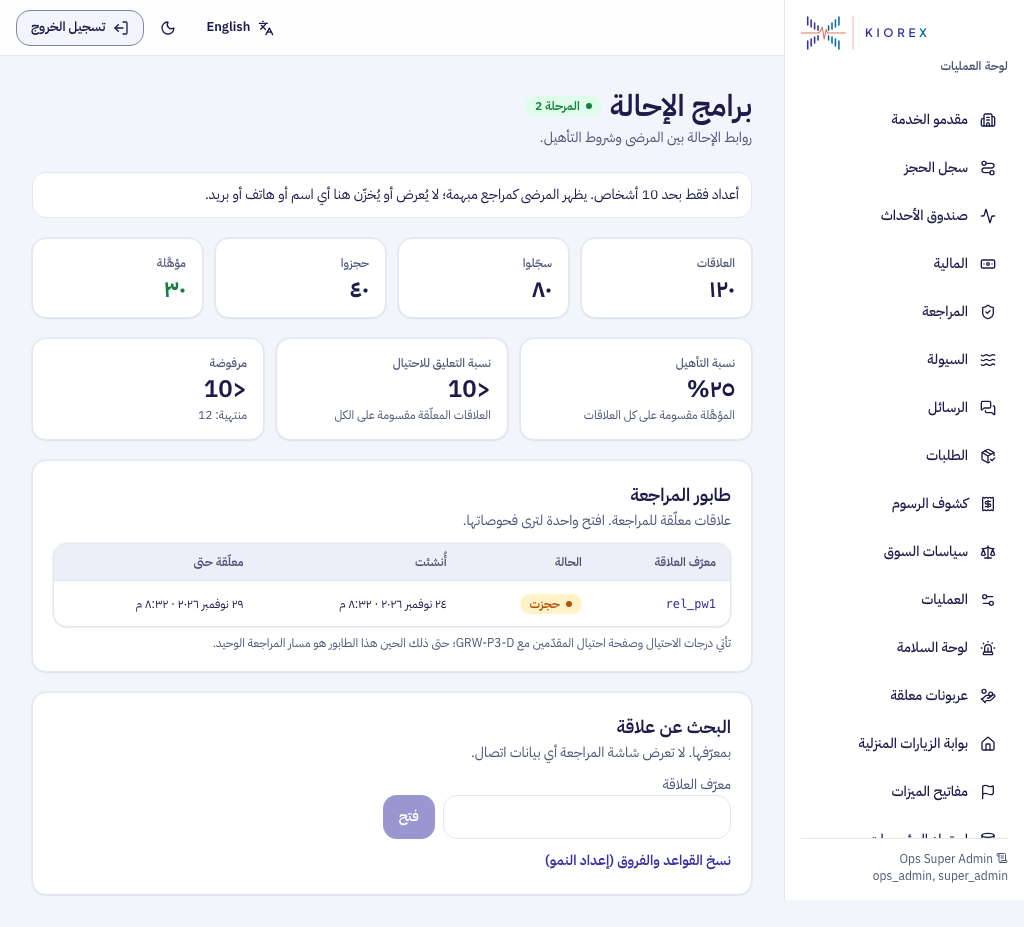 KIOREX
لوحة العمليات
مقدمو الخدمة
سجل الحجز
صندوق الأحداث
المالية
المراجعة
السيولة
الرسائل
الطلبات
كشوف الرسوم
سياسات السوق
العمليات
لوحة السلامة
عربونات معلقة
بوابة الزيارات المنزلية
مفاتيح الميزات
Ops Super Admin
ops_admin, super_admin
English
تسجيل الخروج
برامج الإحالة
المرحلة 2
روابط الإحالة بين المرضى وشروط التأهيل.
أعداد فقط بحد 10 أشخاص. يظهر المرضى كمراجع مبهمة؛ لا يُعرض أو يُخزّن هنا أي اسم أو هاتف أو بريد.
العلاقات
١٢٠
سجّلوا
٨٠
حجزوا
٤٠
مؤهَّلة
٣٠
نسبة التأهيل
٢٥%
المؤهَّلة مقسومة على كل العلاقات
نسبة التعليق للاحتيال
<10
العلاقات المعلّقة مقسومة على الكل
مرفوضة
<10
منتهية: 12
طابور المراجعة
علاقات معلّقة للمراجعة. افتح واحدة لترى فحوصاتها.
معرّف العلاقة	الحالة	أُنشئت	معلّقة حتى
rel_pw1	حجزت	٢٤ نوفمبر ٢٠٢٦ · ٨:٣٢ م	٢٩ نوفمبر ٢٠٢٦ · ٨:٣٢ م
تأتي درجات الاحتيال وصفحة احتيال المقدّمين مع GRW-P3-D؛ حتى ذلك الحين هذا الطابور هو مسار المراجعة الوحيد.
البحث عن علاقة
بمعرّفها. لا تعرض شاشة المراجعة أي بيانات اتصال.
معرّف العلاقة
فتح
نسخ القواعد والفروق (إعداد النمو)